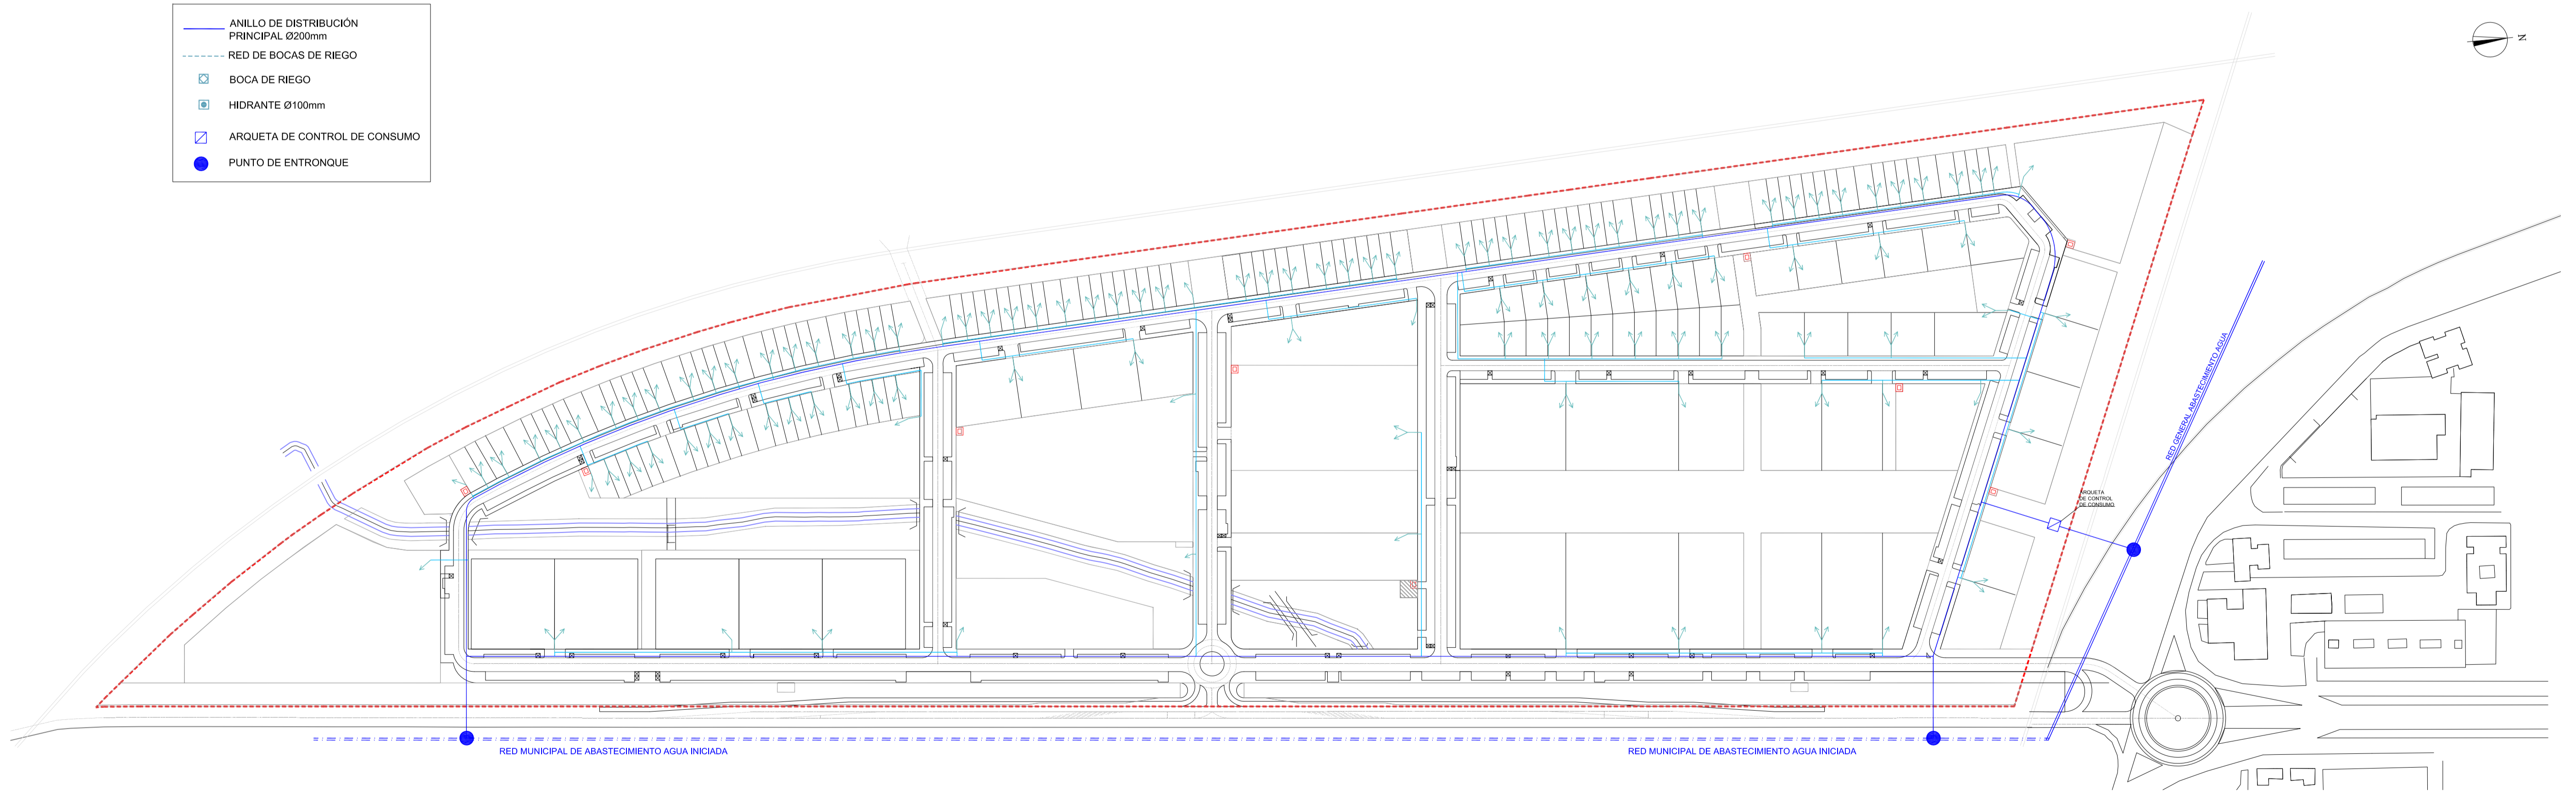 ANILLO DE DISTRIBUCIÓN
PRINCIPAL Ø200mm
RED DE BOCAS DE RIEGO
BOCA DE RIEGO
HIDRANTE Ø100mm
ARQUETA DE CONTROL DE CONSUMO
PUNTO DE ENTRONQUE
N
RED GENERAL ABASTECIMIENTO AGUA
ARQUETA
DE CONTROL
DE CONSUMO
RED MUNICIPAL DE ABASTECIMIENTO AGUA INICIADA
RED MUNICIPAL DE ABASTECIMIENTO AGUA INICIADA